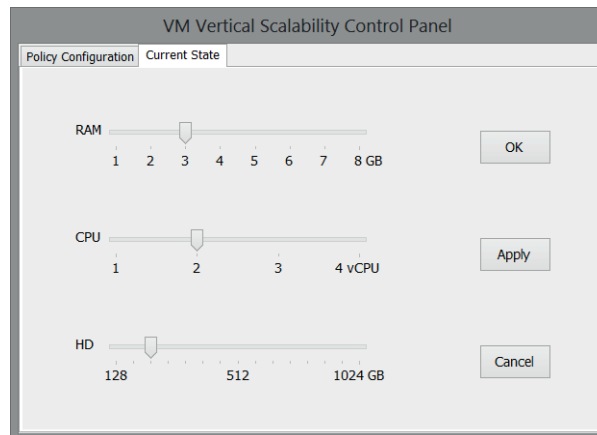 VM Vertical Scalability Control Panel
Policy Configuration Current State
RAM
1 2 3 4 5 6 7 8 GB
OK
CPU
1 2 3 4 vCPU
Apply
HD
128 512 1024 GB
Cancel